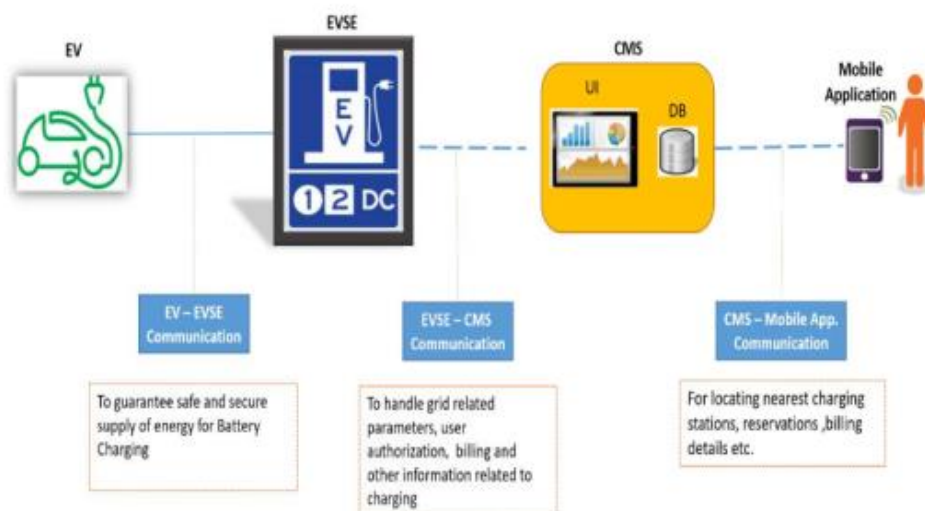 EV
EVSE
CMS
Mobile
Application
E
V
1 2 DC
UI
DB
EV – EVSE
Communication
EVSE – CMS
Communication
CMS – Mobile App.
Communication
To guarantee safe and secure
supply of energy for Battery
Charging
To handle grid related
parameters, user
authorization, billing and
other information related to
charging
For locating nearest charging
stations, reservations ,billing
details etc.